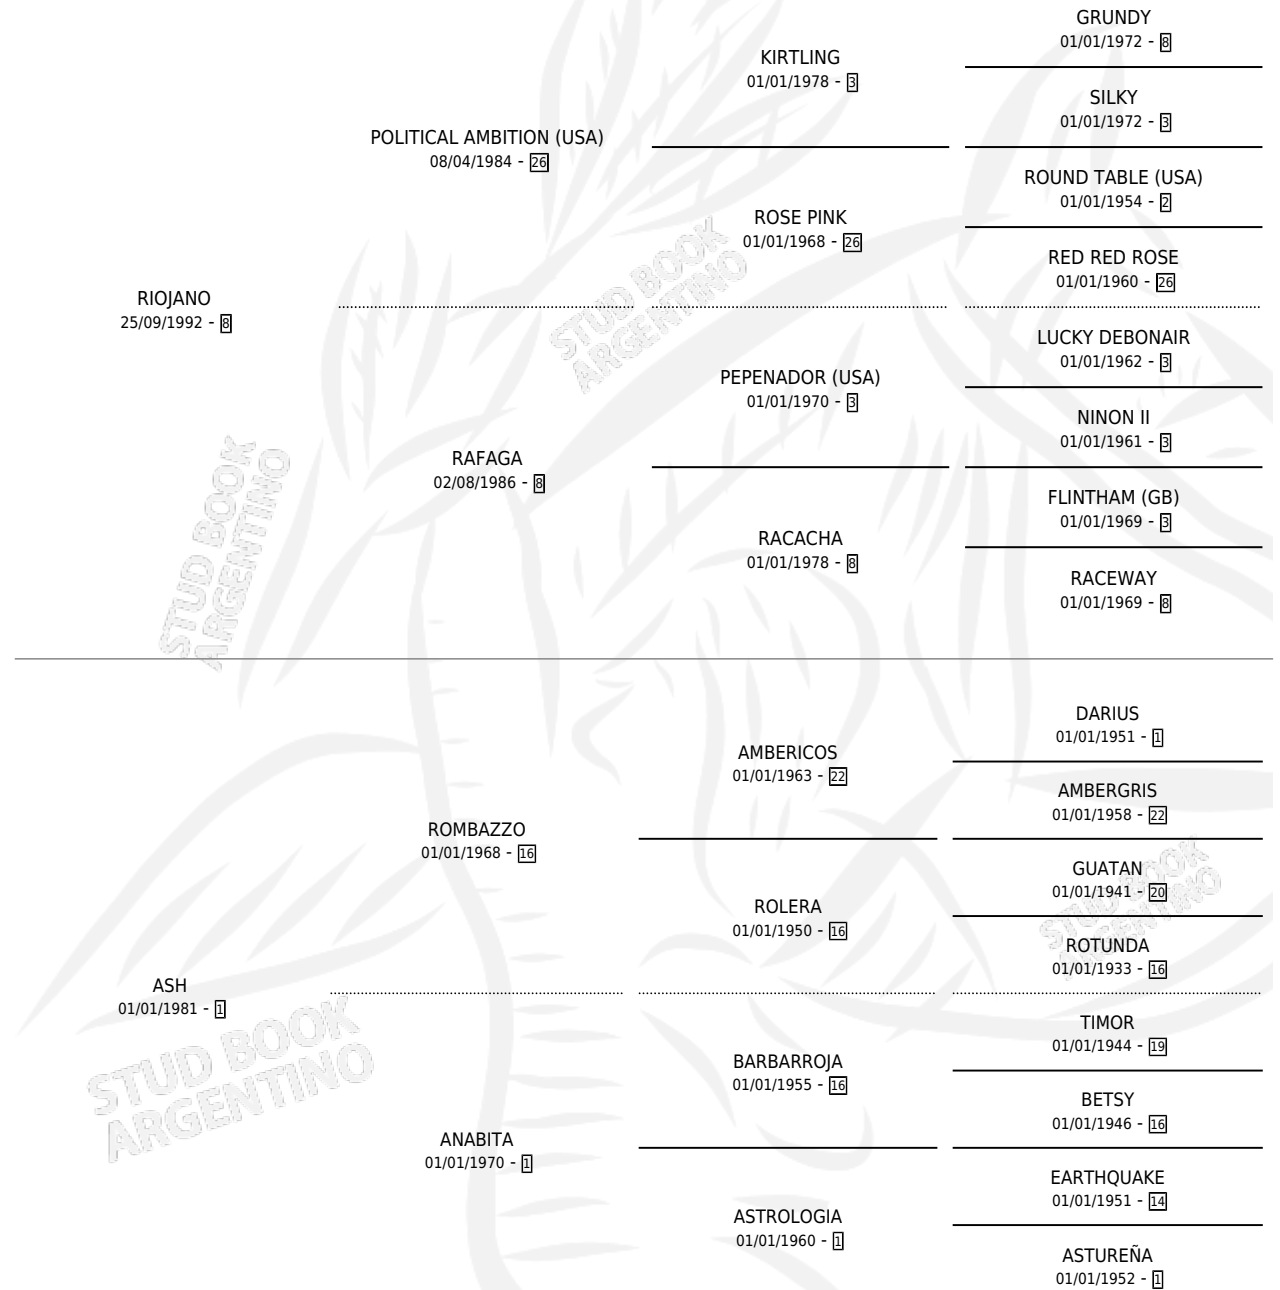 GRUNDY
01/01/1972 - 8
KIRTLING
01/01/1978 - 3
SILKY
01/01/1972 - 3
POLITICAL AMBITION (USA)
08/04/1984 - 26
ROUND TABLE (USA)
01/01/1954 - 2
ROSE PINK
01/01/1968 - 26
RED RED ROSE
01/01/1960 - 26
RIOJANO
25/09/1992 - 8
LUCKY DEBONAIR
01/01/1962 - 3
PEPENADOR (USA)
01/01/1970 - 3
NINON II
01/01/1961 - 3
RAFAGA
02/08/1986 - 8
FLINTHAM (GB)
01/01/1969 - 3
RACACHA
01/01/1978 - 8
RACEWAY
01/01/1969 - 8
DARIUS
01/01/1951 - 1
AMBERICOS
01/01/1963 - 22
AMBERGRIS
01/01/1958 - 22
ROMBAZZO
01/01/1968 - 16
GUATAN
01/01/1941 - 20
ROLERA
01/01/1950 - 16
ROTUNDA
01/01/1933 - 16
ASH
01/01/1981 - 1
TIMOR
01/01/1944 - 19
BARBARROJA
01/01/1955 - 16
BETSY
01/01/1946 - 16
ANABITA
01/01/1970 - 1
EARTHQUAKE
01/01/1951 - 14
ASTROLOGIA
01/01/1960 - 1
ASTUREÑA
01/01/1952 - 1
STUD BOOK
ARGENTINO
STUD BOOK
ARGENTINO
STUD BOOK
ARGENTINO
STUD BOOK
ARGENTINO